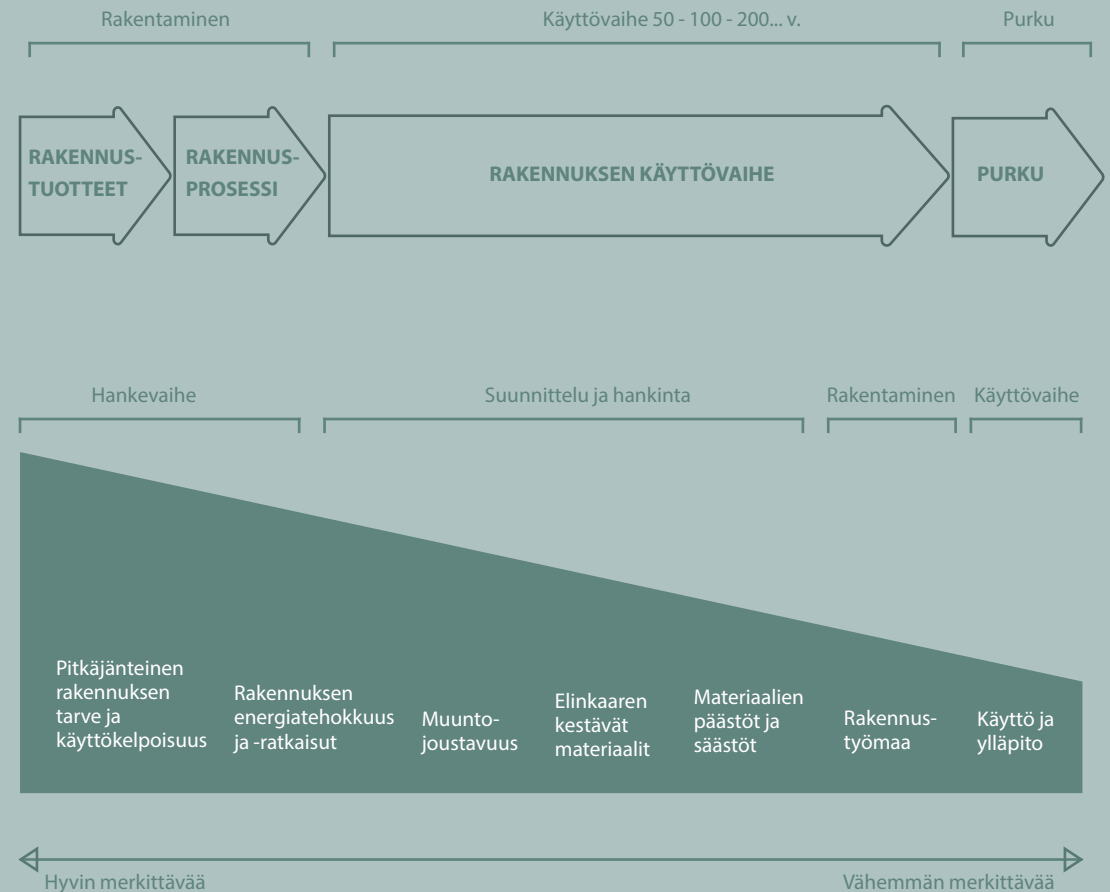 Rakentaminen
Käyttövaihe 50 - 100 - 200... v.
Purku
RAKENNUS-
TUOTTEET
RAKENNUS-
PROSESSI
RAKENNUKSEN KÄYTTÖVAIHE
PURKU
Hankevaihe
Suunnittelu ja hankinta
Rakentaminen
Käyttövaihe
Pitkäjänteinen
rakennuksen
tarve ja
käyttökelpoisuus
Rakennuksen
energiatehokkuus
ja -ratkaisut
Muunto-
joustavuus
Elinkaaren
kestävät
materiaalit
Materiaalien
päästöt ja
säästöt
Rakennus-
työmaa
Käyttö ja
ylläpito
Hyvin merkittävää
Vähemmän merkittävää